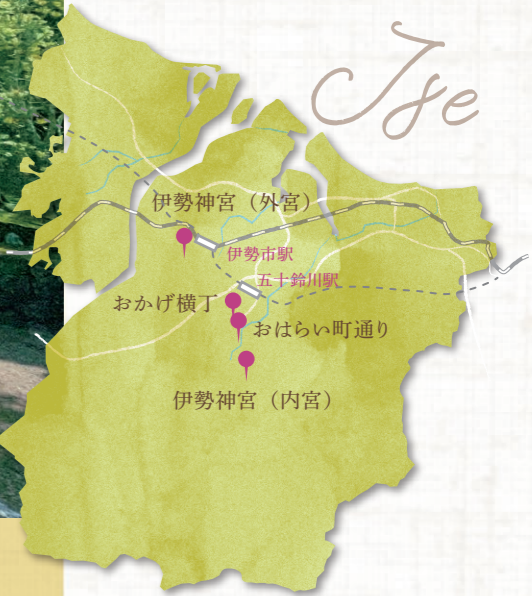 Ise
伊勢神宮（外宮）
伊勢市駅
五十鈴川駅
おかげ横丁
おはらい町通り
伊勢神宮（内宮）